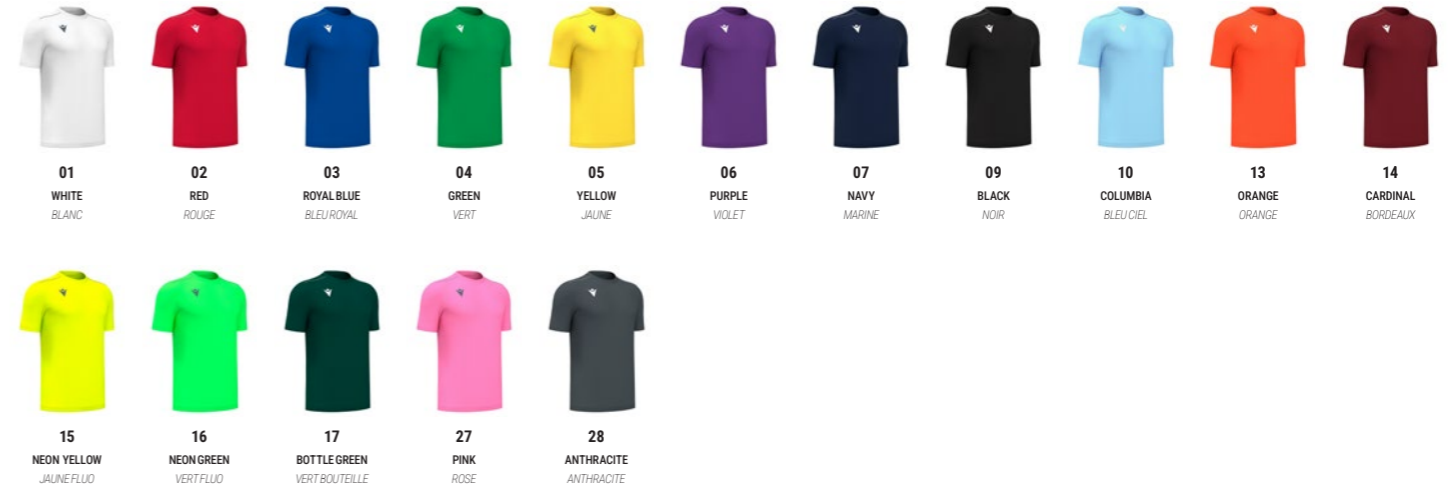 01 02 03 04 05 06 07 09 10 13 14
WHITE RED ROYAL BLUE GREEN YELLOW PURPLE NAVY BLACK COLUMBIA ORANGE CARDINAL
BLANC ROUGE BLEU ROYAL VERT JAUNE VIOLET MARINE NOIR BLEU CIEL ORANGE BORDEAUX
15 16 17 27 28
NEON YELLOW NEON GREEN BOTTLE GREEN PINK ANTHRACITE
JAUNE FLUO VERT FLUO VERT BOUTEILLE ROSE ANTHRACITE